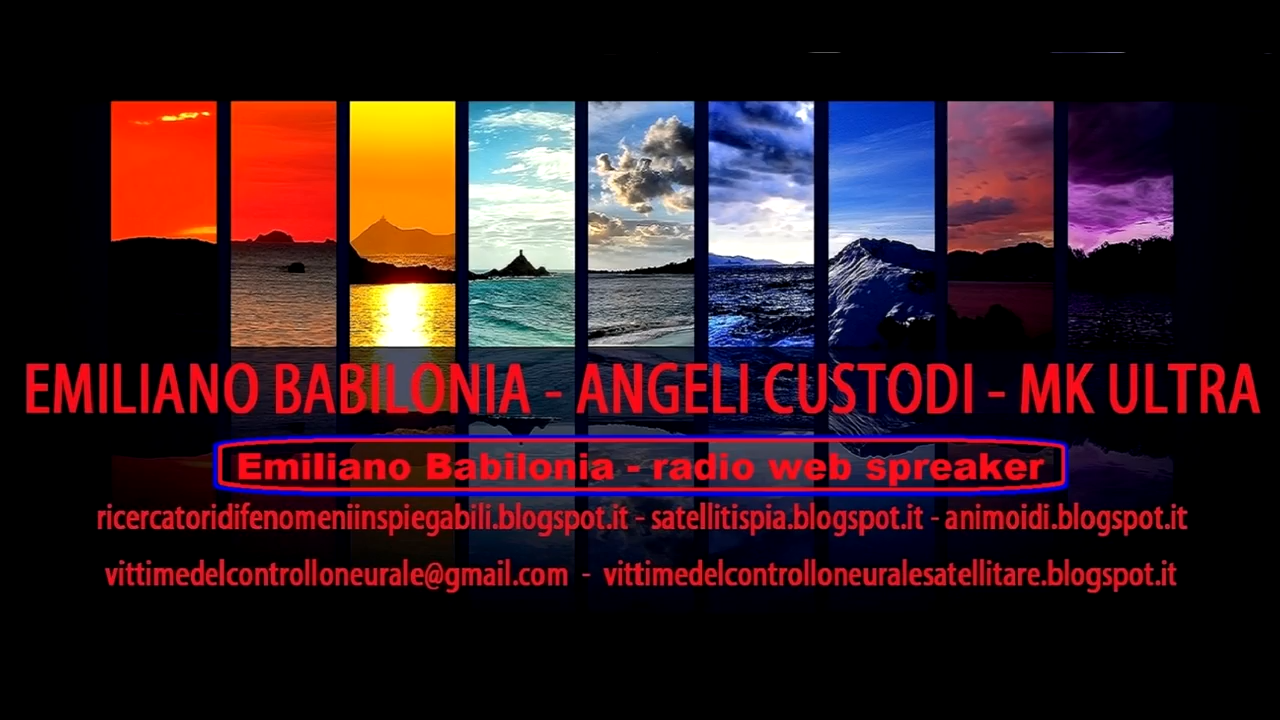 EMILIANO BABILONIA - ANGELI CUSTODI - MK ULTRA
Emiliano Babilonia - radio web spreaker
ricercatoridifenomeniinspiegabili.blogspot.it - satellitispia.blogspot.it - animoidi.blogspot.it
vittimedelcontrolloneurale@gmail.com - vittimedelcontrolloneuralesatellitare.blogspot.it